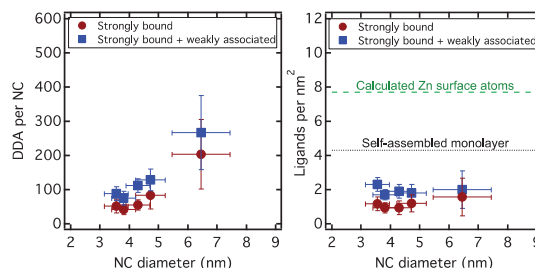 600
500
400
300
200
100
0
DDA per NC
Strongly bound
Strongly bound + weakly associated
2 3 4 5 6 7 8 9
NC diameter (nm)
12
10
8
6
4
2
0
Ligands per nm²
Strongly bound
Strongly bound + weakly associated
Calculated Zn surface atoms
Self-assembled monolayer
2 3 4 5 6 7 8 9
NC diameter (nm)